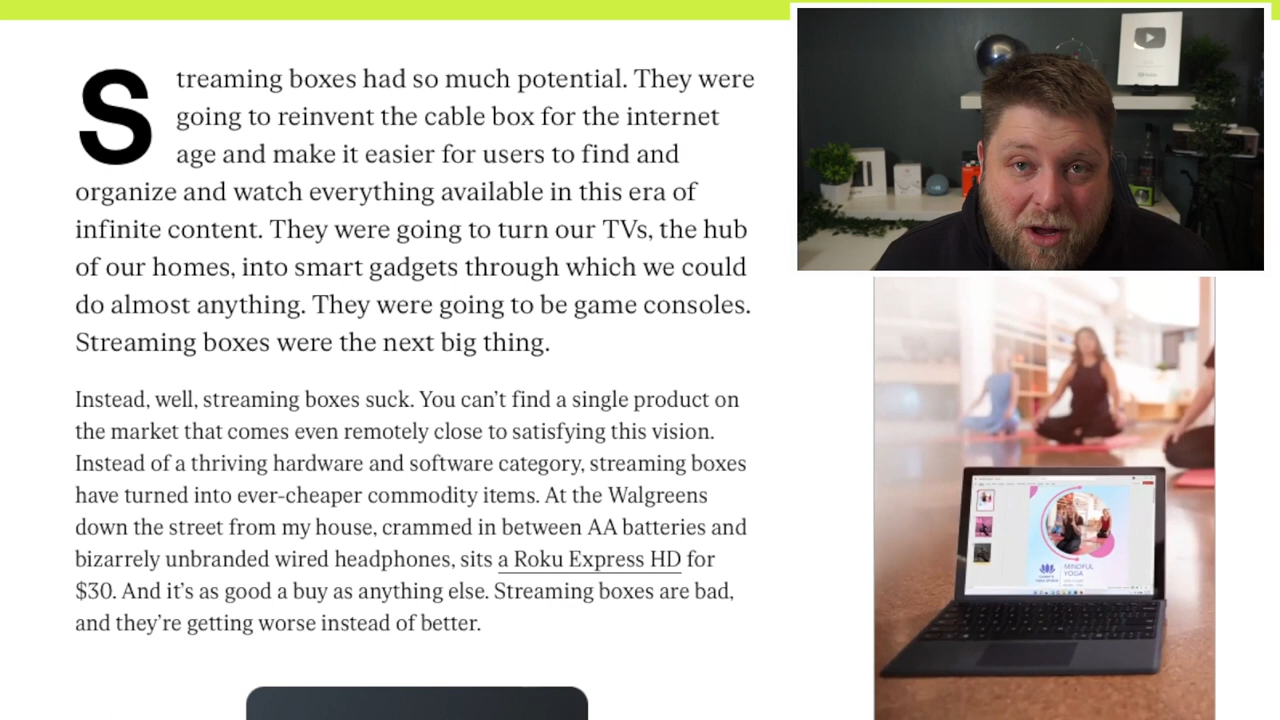 Streaming boxes had so much potential. They were
going to reinvent the cable box for the internet
age and make it easier for users to find and
organize and watch everything available in this era of
infinite content. They were going to turn our TVs, the hub
of our homes, into smart gadgets through which we could
do almost anything. They were going to be game consoles.
Streaming boxes were the next big thing.
Instead, well, streaming boxes suck. You can’t find a single product on
the market that comes even remotely close to satisfying this vision.
Instead of a thriving hardware and software category, streaming boxes
have turned into ever-cheaper commodity items. At the Walgreens
down the street from my house, crammed in between AA batteries and
bizarrely unbranded wired headphones, sits a Roku Express HD for
$30. And it’s as good a buy as anything else. Streaming boxes are bad,
and they’re getting worse instead of better.
MINDFUL
YOGA